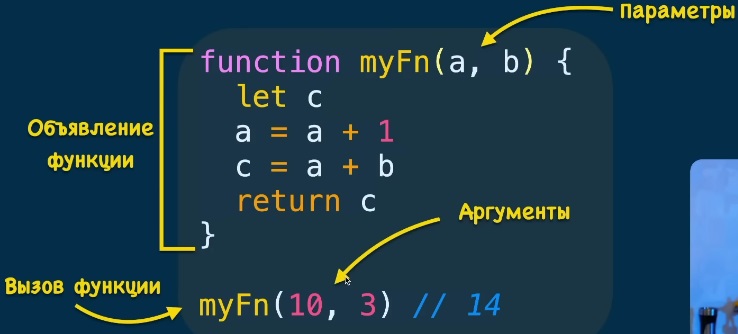 Параметры
function myFn(a, b) {
let c
a = a + 1
c = a + b
return c
}
Объявление
функции
Аргументы
Вызов функции
myFn(10, 3) // 14